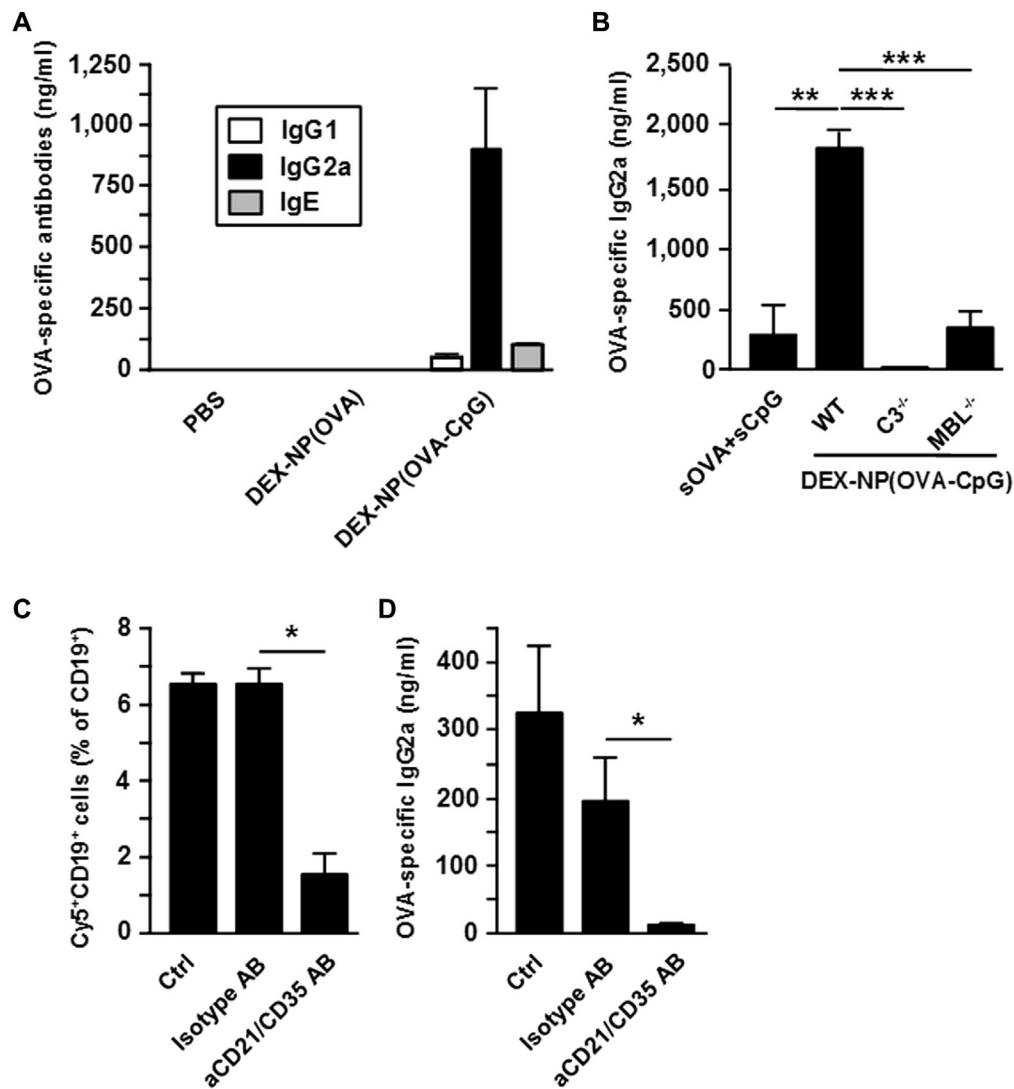 A
OVA-specific antibodies (ng/ml)
1,250
1,000
750
500
250
0
IgG1
IgG2a
IgE
PBS
DEX-NP(OVA)
DEX-NP(OVA-CpG)
B
OVA-specific IgG2a (ng/ml)
2,500
2,000
1,500
1,000
500
0
**
***
***
sOVA+sCpG
WT
C3-/-
MBL-/-
DEX-NP(OVA-CpG)
C
Cy5+CD19+ cells (% of CD19+)
8
6
4
2
0
*
Ctrl
Isotype AB
aCD21/CD35 AB
D
OVA-specific IgG2a (ng/ml)
400
300
200
100
0
*
Ctrl
Isotype AB
aCD21/CD35 AB